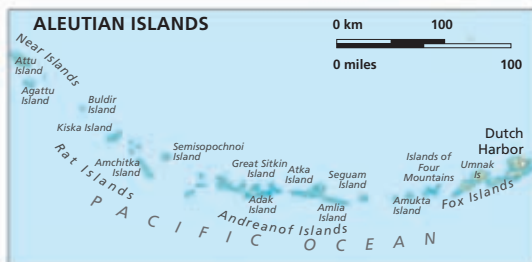 ALEUTIAN ISLANDS
0 km 100
0 miles 100
Near Islands
Attu
Island
Agattu
Island
Buldir
Island
Kiska Island
Rat Islands
Amchitka
Island
Semisopochnoi
Island
Great Sitkin
Island
Adak
Island
Atka
Island
Amlia
Island
Andreanof Islands
Seguam
Island
Amukta
Island
Islands of
Four
Mountains
Umnak
Is
Dutch
Harbor
Fox Islands
PACIFIC OCEAN